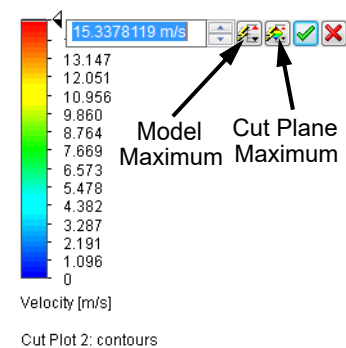 15.3378119 m/s
13.147
12.051
10.956
9.860
8.764
7.669
6.573
5.478
4.382
3.287
2.191
1.096
0
Model
Maximum
Cut Plane
Maximum
Velocity [m/s]
Cut Plot 2: contours